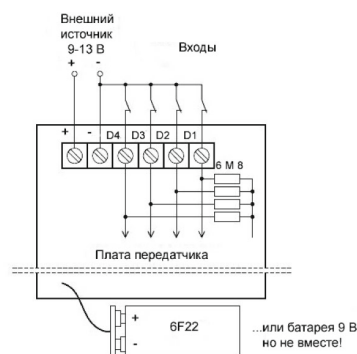 Внешний
источник
9-13 В
Входы
+ -
+ - D4 D3 D2 D1
6 М 8
Плата передатчика
+
6F22
-
...или батарея 9 В
но не вместе!